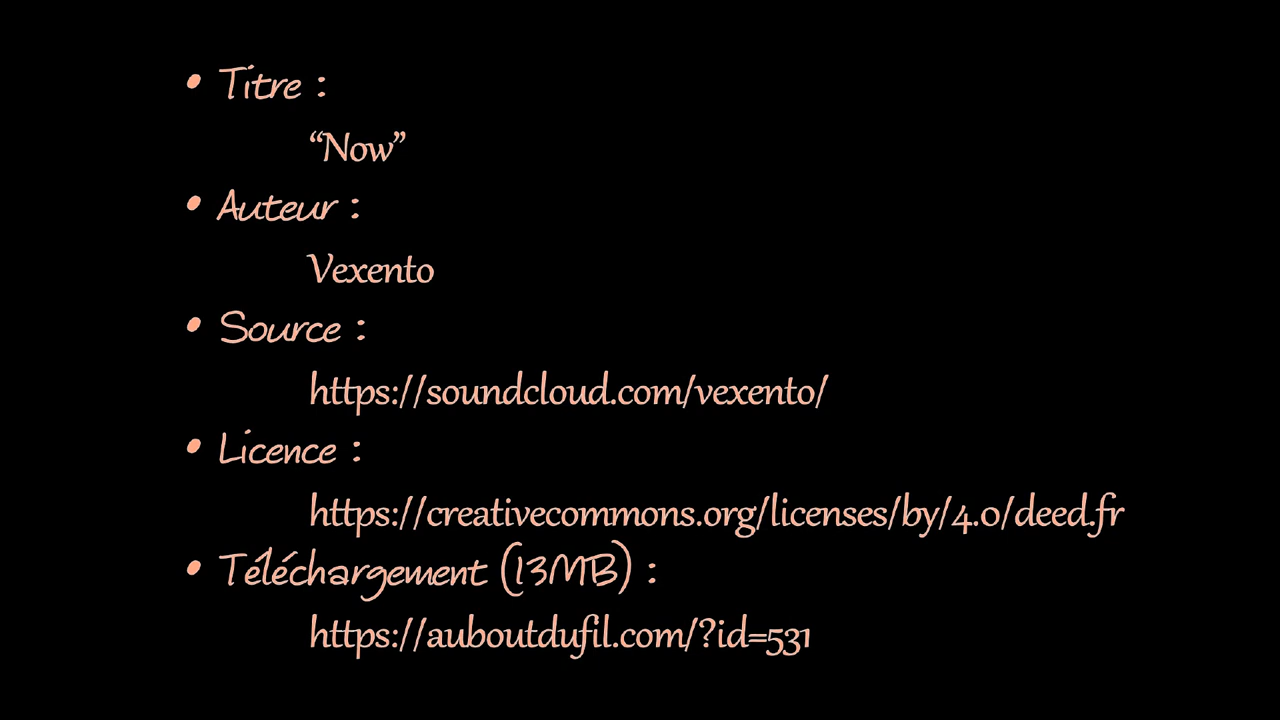 • Titre :
“Now”
• Auteur :
Vexento
• Source :
https://soundcloud.com/vexento/
• Licence :
https://creativecommons.org/licenses/by/4.0/deed.fr
• Téléchargement (13MB) :
https://auboutdufil.com/?id=531